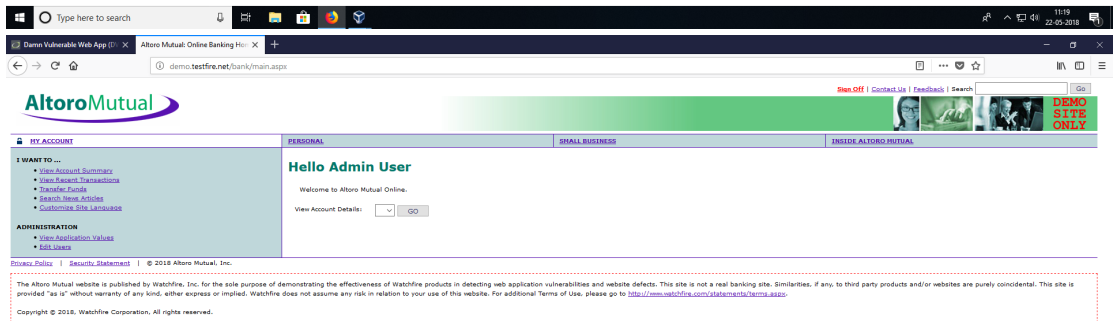 Type here to search
11:19
22-05-2018
Damn Vulnerable Web App (D
Altoro Mutual: Online Banking Hom
demo.testfire.net/bank/main.aspx
Sign Off | Contact Us | Feedback | Search
Go
AltoroMutual
DEMO
SITE
ONLY
MY ACCOUNT
PERSONAL
SMALL BUSINESS
INSIDE ALTORO MUTUAL
I WANT TO ...
View Account Summary
View Recent Transactions
Transfer Funds
Search News Articles
Customize Site Language
ADMINISTRATION
View Application Values
Edit Users
Hello Admin User
Welcome to Altoro Mutual Online.
View Account Details:
GO
Privacy Policy | Security Statement | © 2018 Altoro Mutual, Inc.
The Altoro Mutual website is published by Watchfire, Inc. for the sole purpose of demonstrating the effectiveness of Watchfire products in detecting web application vulnerabilities and website defects. This site is not a real banking site. Similarities, if any, to third party products and/or websites are purely coincidental. This site is
provided "as is" without warranty of any kind, either express or implied. Watchfire does not assume any risk in relation to your use of this website. For additional Terms of Use, please go to http://www.watchfire.com/statements/terms.aspx.
Copyright © 2018, Watchfire Corporation, All rights reserved.